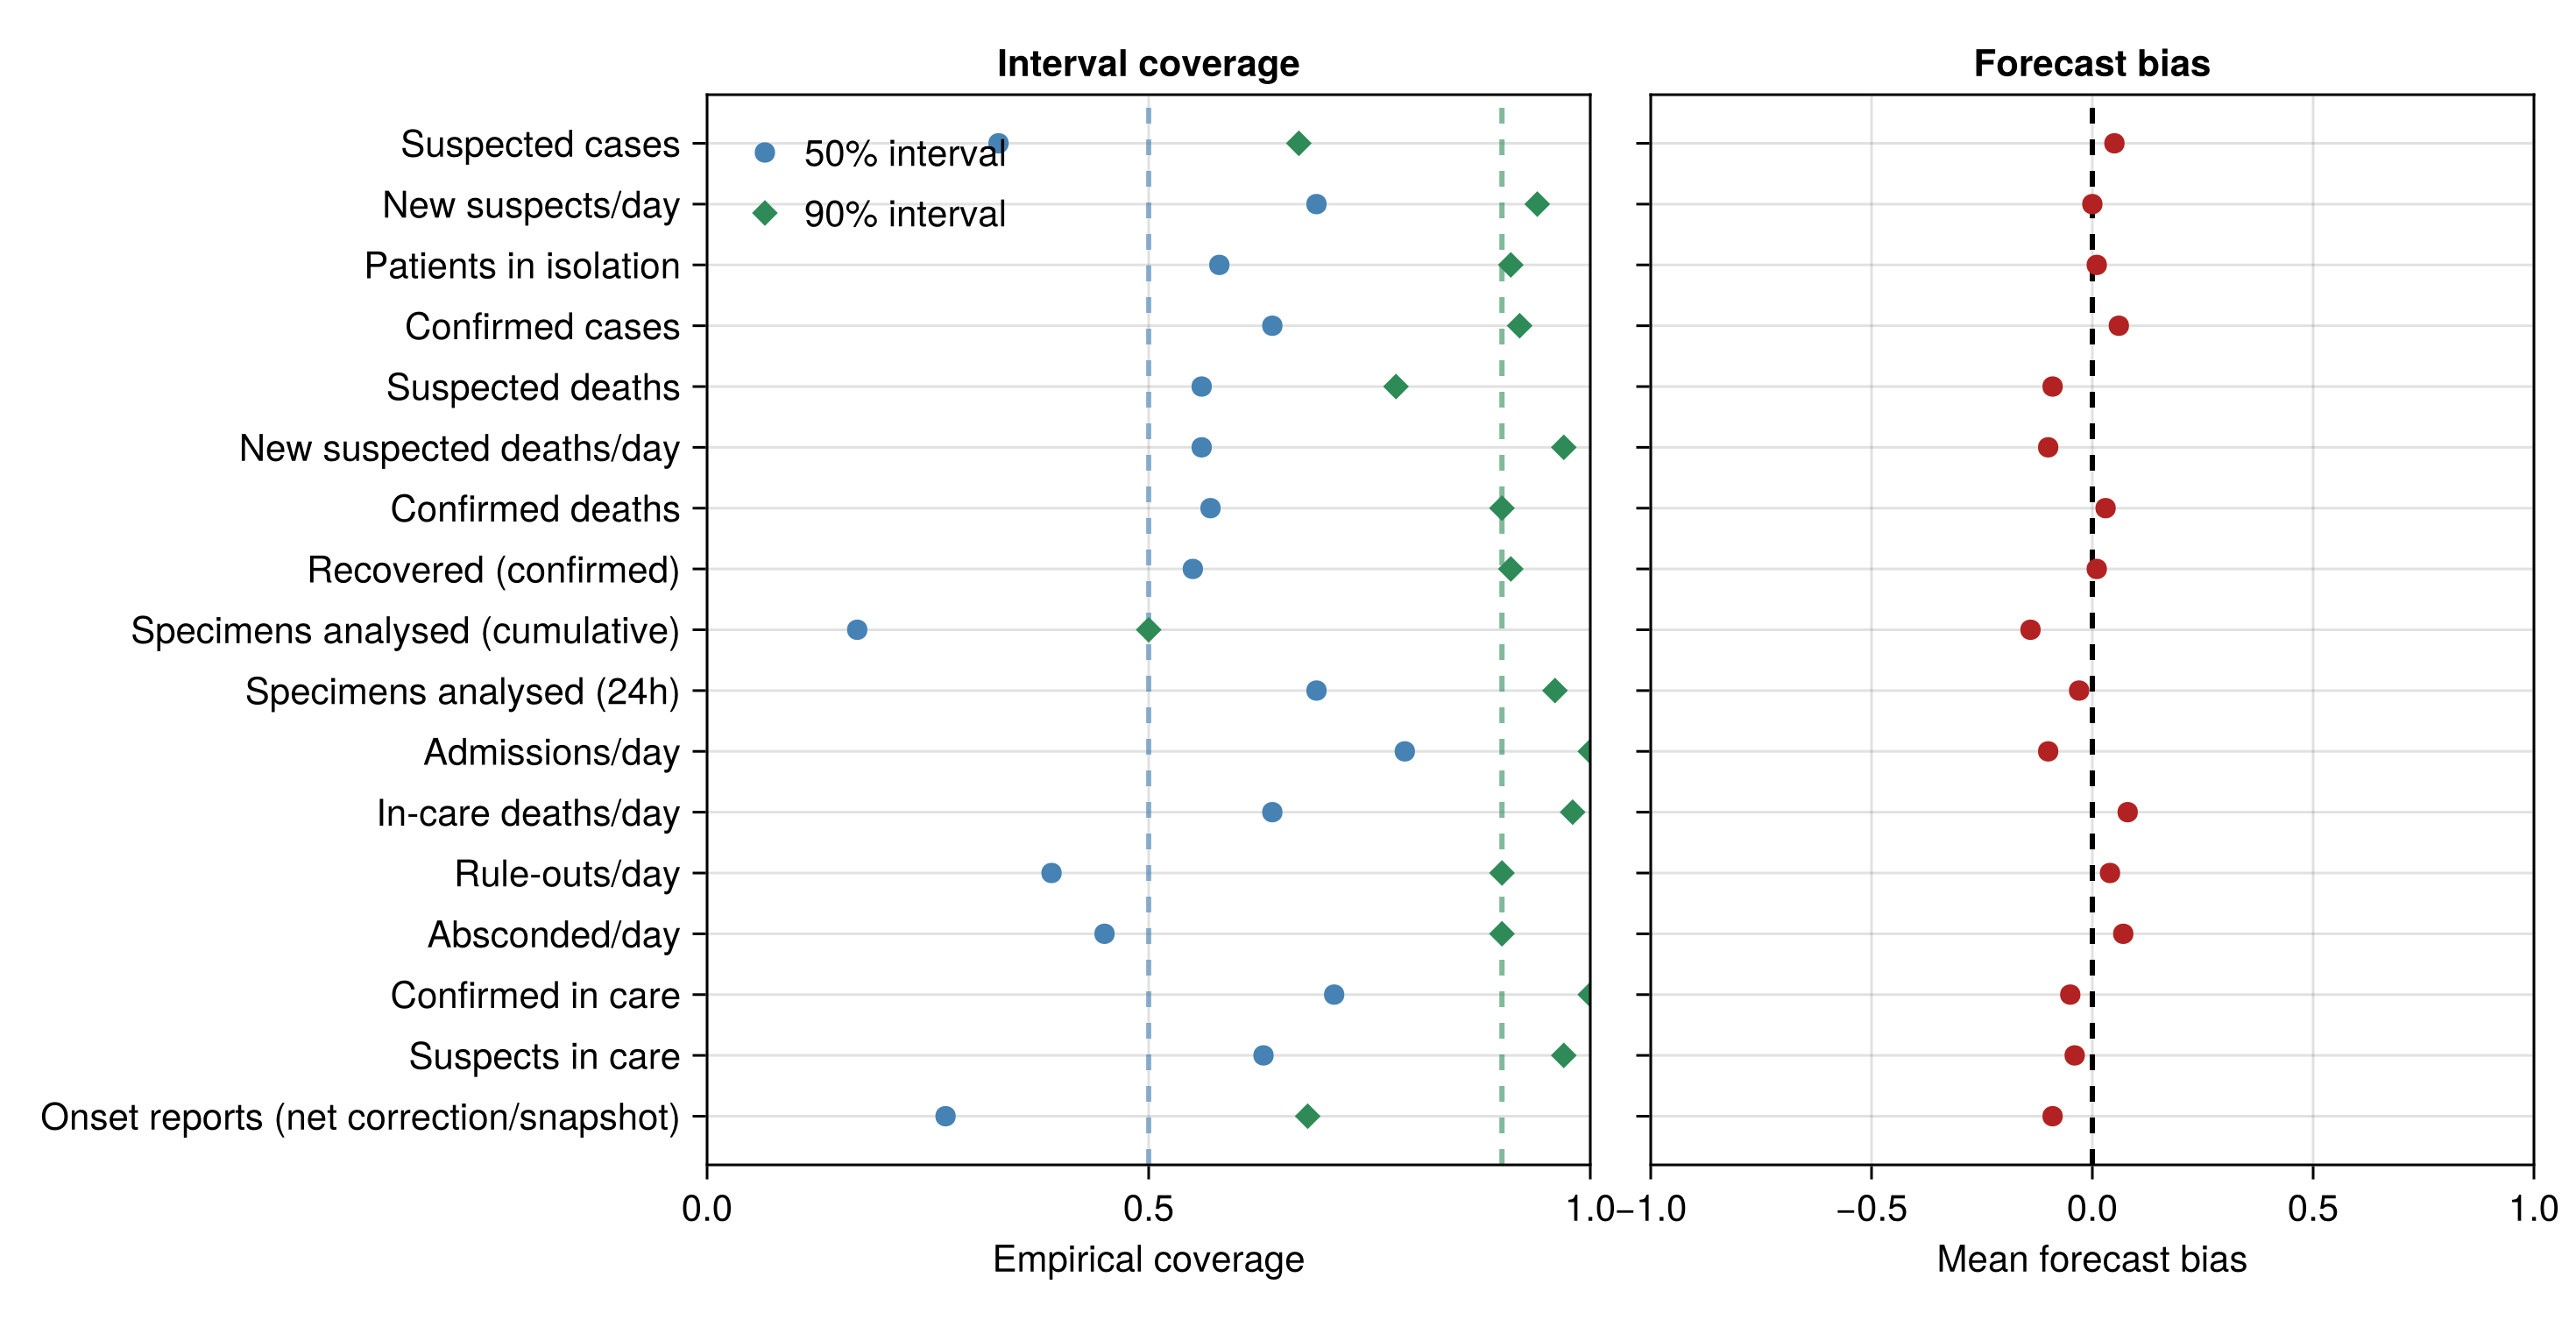 Interval coverage
Forecast bias
Suspected cases
New suspects/day
Patients in isolation
Confirmed cases
Suspected deaths
New suspected deaths/day
Confirmed deaths
Recovered (confirmed)
Specimens analysed (cumulative)
Specimens analysed (24h)
Admissions/day
In-care deaths/day
Rule-outs/day
Absconded/day
Confirmed in care
Suspects in care
Onset reports (net correction/snapshot)
50% interval
90% interval
0.0 0.5 1.0
Empirical coverage
−1.0 −0.5 0.0 0.5 1.0
Mean forecast bias